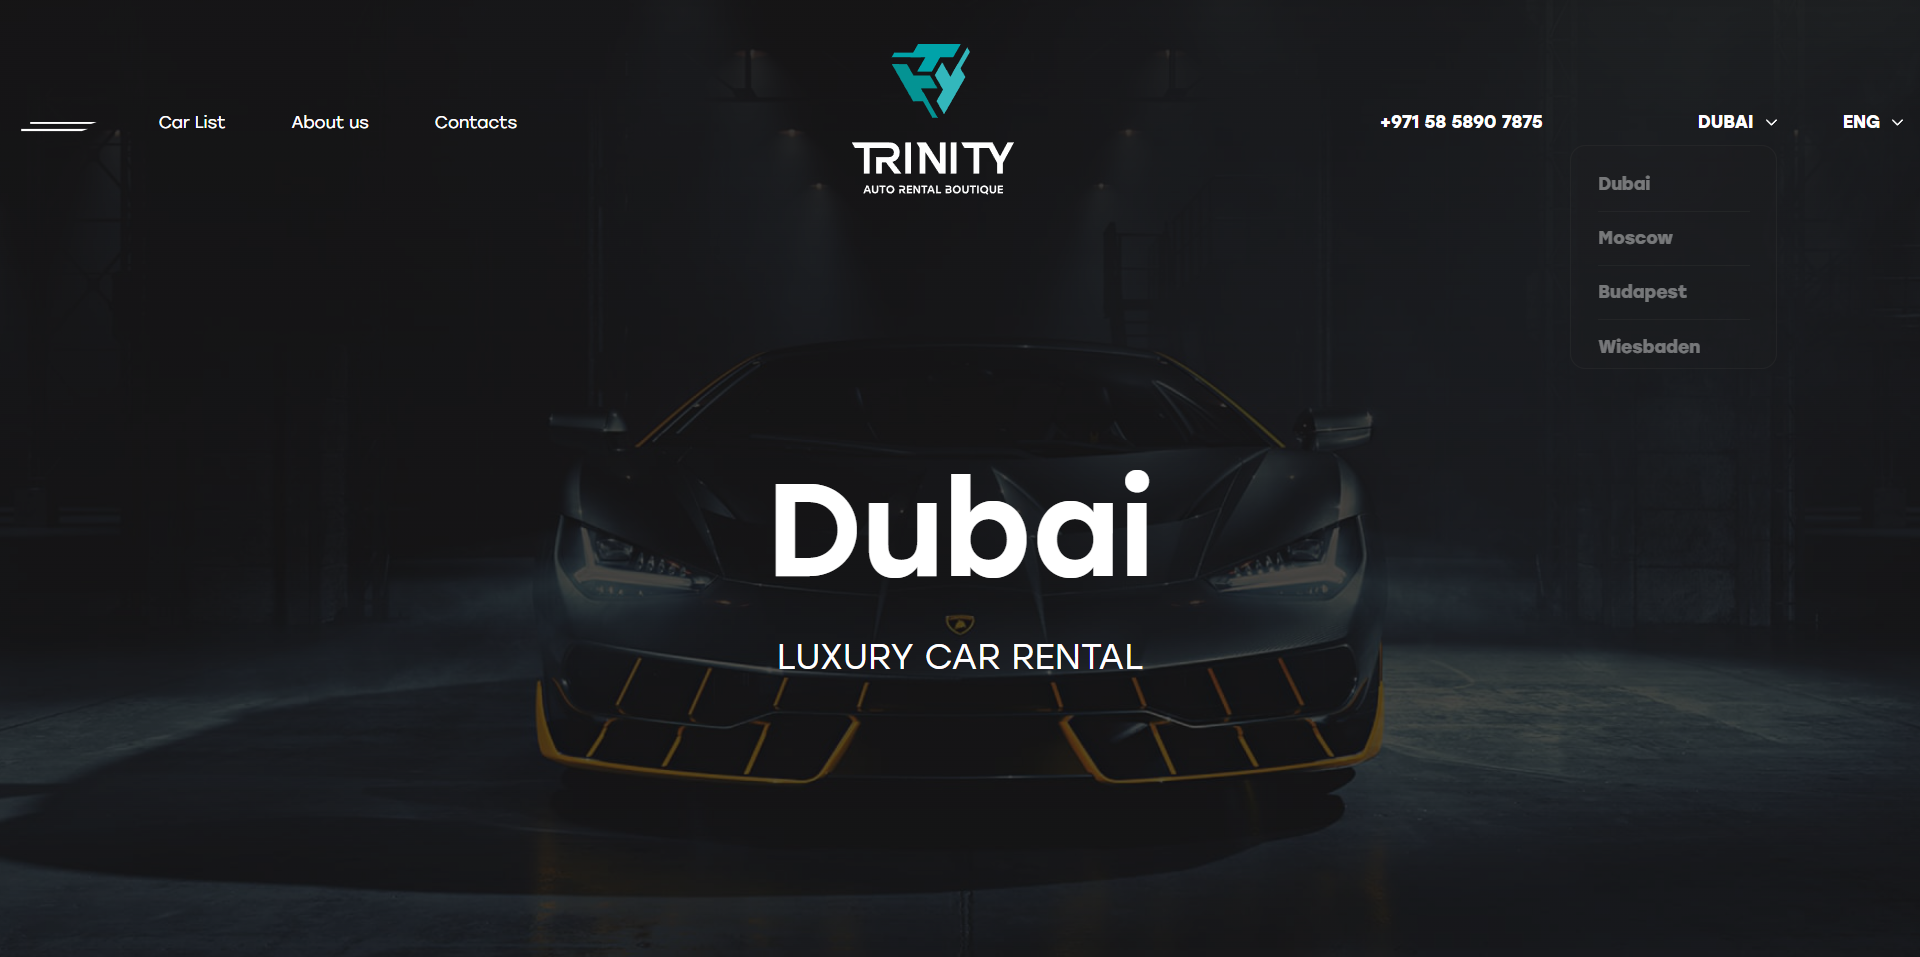 Car List
About us
Contacts
TRINITY
AUTO RENTAL BOUTIQUE
+971 58 5890 7875
DUBAI
ENG
Dubai
Moscow
Budapest
Wiesbaden
Dubai
LUXURY CAR RENTAL